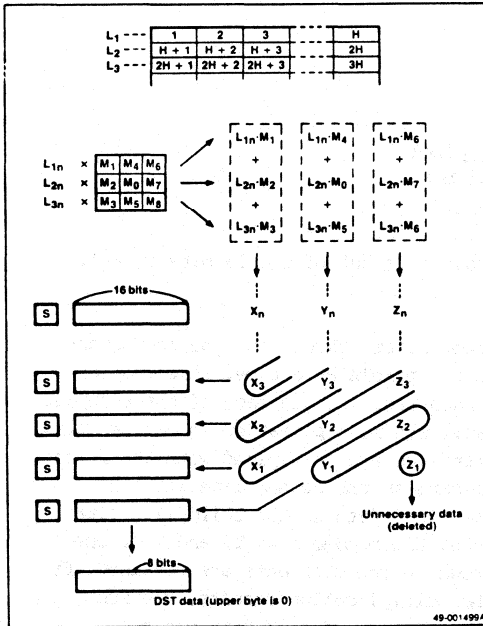 L1 1 2 3 H
L2 H + 1 H + 2 H + 3 2H
L3 2H + 1 2H + 2 2H + 3 3H
L1n × M1 M4 M6
L2n × M2 M0 M7
L3n × M3 M5 M8
L1n·M1 L1n·M4 L1n·M6
+ + +
L2n·M2 L2n·M0 L2n·M7
+ + +
L3n·M3 L3n·M5 L3n·M6
16 bits
S Xn Yn Zn
S X3 Y3 Z3
S X2 Y2 Z2
S X1 Y1 Z1
S
Unnecessary data
(deleted)
8 bits
DST data (upper byte is 0)
49-001499A